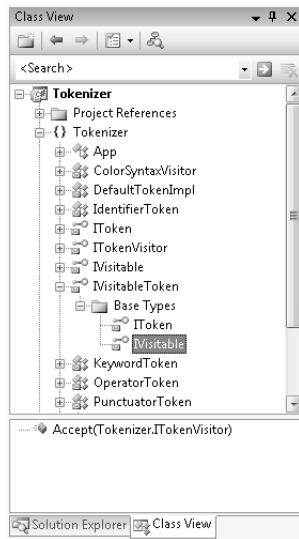 Class View
<Search>
Tokenizer
Project References
{} Tokenizer
App
ColorSyntaxVisitor
DefaultTokenImpl
IdentifierToken
IToken
ITokenVisitor
IVisitable
IVisitableToken
Base Types
IToken
IVisitable
KeywordToken
OperatorToken
PunctuatorToken
Accept(Tokenizer.ITokenVisitor)
Solution Explorer Class View